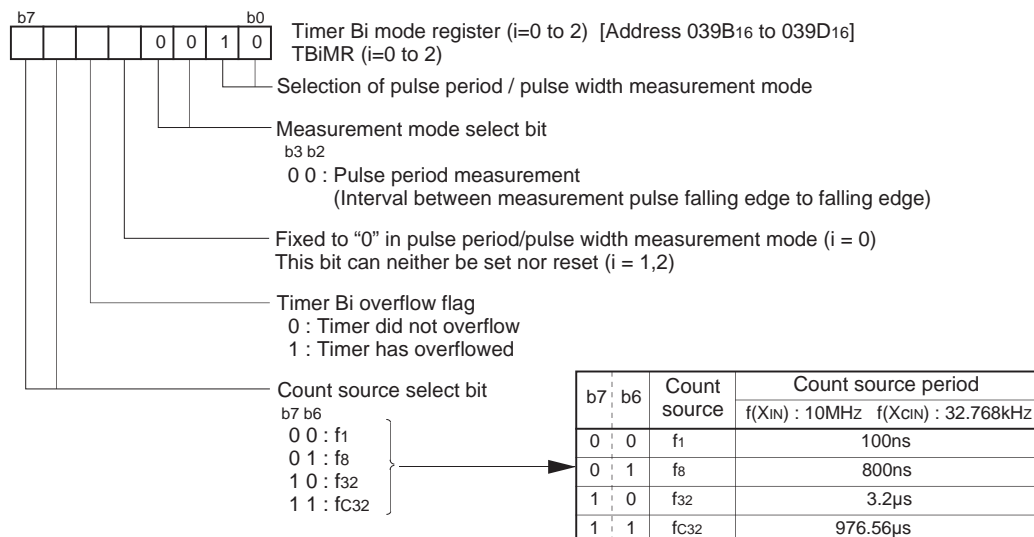 b7 b0
0 0 1 0
Timer Bi mode register (i=0 to 2) [Address 039B16 to 039D16]
TBiMR (i=0 to 2)
Selection of pulse period / pulse width measurement mode
Measurement mode select bit
b3 b2
0 0 : Pulse period measurement
(Interval between measurement pulse falling edge to falling edge)
Fixed to “0” in pulse period/pulse width measurement mode (i = 0)
This bit can neither be set nor reset (i = 1,2)
Timer Bi overflow flag
0 : Timer did not overflow
1 : Timer has overflowed
Count source select bit
b7 b6
0 0 : f1
0 1 : f8
1 0 : f32
1 1 : fC32
b7 b6 Count source Count source period
f(XIN) : 10MHz f(XCIN) : 32.768kHz
0 0 f1 100ns
0 1 f8 800ns
1 0 f32 3.2µs
1 1 fC32 976.56µs